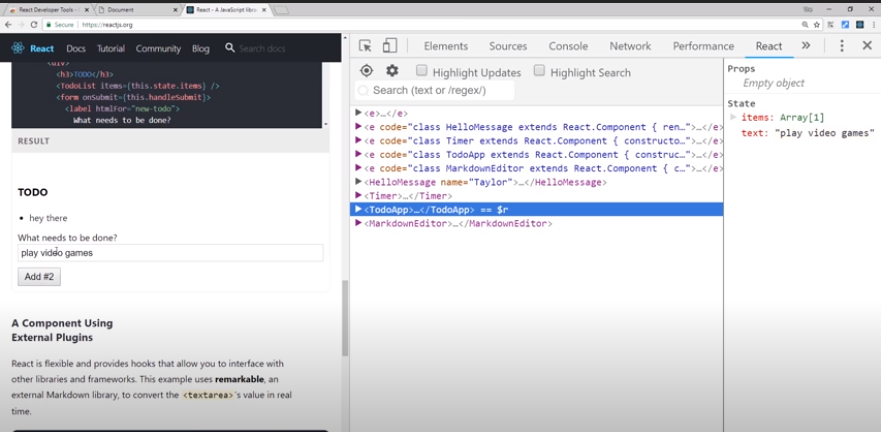 React Developer Tools -
Document
React - A JavaScript libr
Secure
https://reactjs.org
React
Docs
Tutorial
Community
Blog
Search docs
<div>
<h3>TODO</h3>
<TodoList items={this.state.items} />
<form onSubmit={this.handleSubmit}>
<label htmlFor="new-todo">
What needs to be done?
RESULT
TODO
• hey there
What needs to be done?
play video games
Add #2
A Component Using
External Plugins
React is flexible and provides hooks that allow you to interface with
other libraries and frameworks. This example uses remarkable, an
external Markdown library, to convert the <textarea>'s value in real
time.
Elements
Sources
Console
Network
Performance
React
»
Highlight Updates
Highlight Search
Search (text or /regex/)
<e>…</e>
<e code="class HelloMessage extends React.Component { ren…">…</e>
<e code="class Timer extends React.Component { constructo…">…</e>
<e code="class TodoApp extends React.Component { construc…">…</e>
<e code="class MarkdownEditor extends React.Component { c…">…</e>
<HelloMessage name="Taylor">…</HelloMessage>
<Timer>…</Timer>
<TodoApp>…</TodoApp> == $r
<MarkdownEditor>…</MarkdownEditor>
Props
Empty object
State
items: Array[1]
text: "play video games"